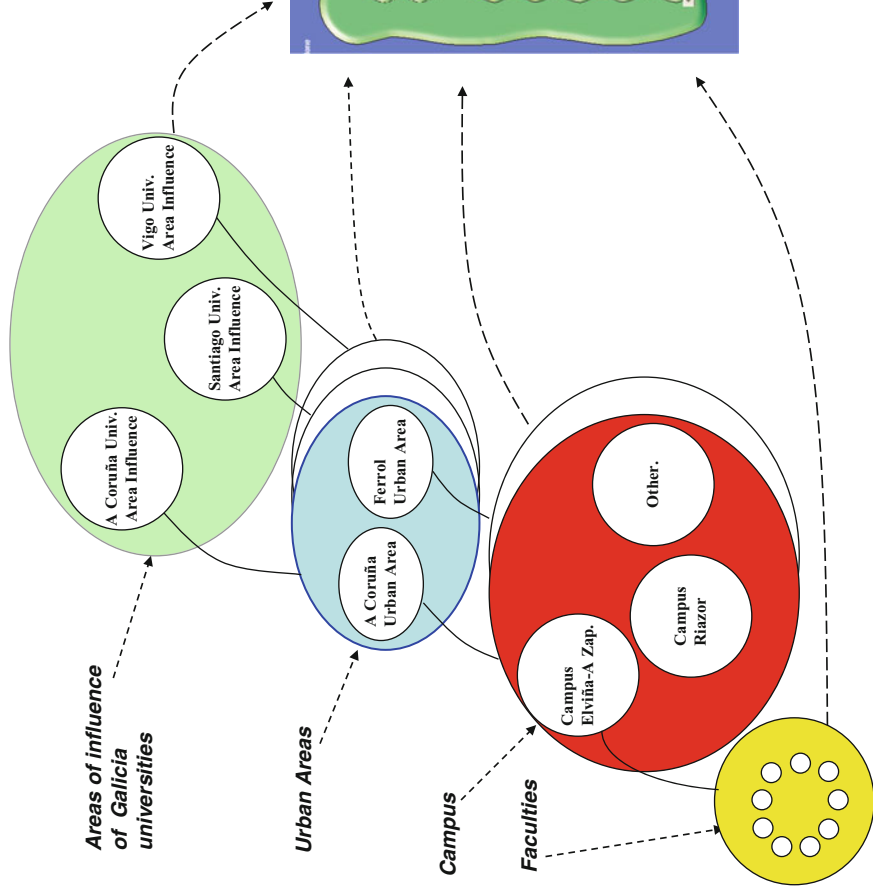 Areas of influence
of Galicia
universities
A Coruña Univ.
Area Influence
Santiago Univ.
Area Influence
Vigo Univ.
Area Influence
Urban Areas
A Coruña
Urban Area
Ferrol
Urban Area
Campus
Campus
Elviña-A Zap.
Campus
Riazor
Other.
Faculties